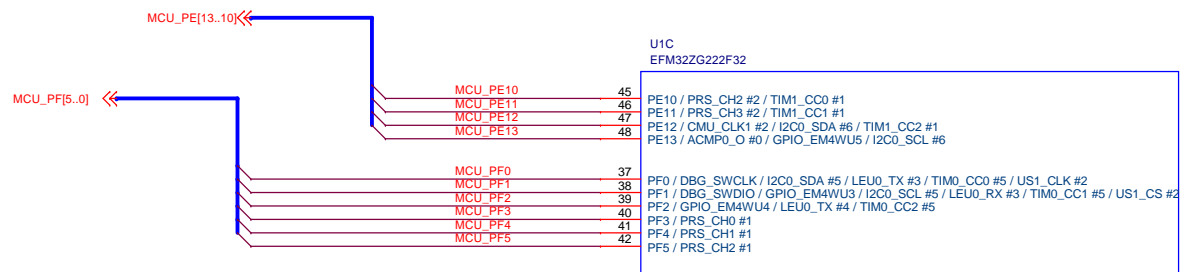 MCU_PE[13..10]
U1C
EFM32ZG222F32
MCU_PF[5..0]
MCU_PE10 45 PE10 / PRS_CH2 #2 / TIM1_CC0 #1
MCU_PE11 46 PE11 / PRS_CH3 #2 / TIM1_CC1 #1
MCU_PE12 47 PE12 / CMU_CLK1 #2 / I2C0_SDA #6 / TIM1_CC2 #1
MCU_PE13 48 PE13 / ACMP0_O #0 / GPIO_EM4WU5 / I2C0_SCL #6
MCU_PF0 37 PF0 / DBG_SWCLK / I2C0_SDA #5 / LEU0_TX #3 / TIM0_CC0 #5 / US1_CLK #2
MCU_PF1 38 PF1 / DBG_SWDIO / GPIO_EM4WU3 / I2C0_SCL #5 / LEU0_RX #3 / TIM0_CC1 #5 / US1_CS #2
MCU_PF2 39 PF2 / GPIO_EM4WU4 / LEU0_TX #4 / TIM0_CC2 #5
MCU_PF3 40 PF3 / PRS_CH0 #1
MCU_PF4 41 PF4 / PRS_CH1 #1
MCU_PF5 42 PF5 / PRS_CH2 #1